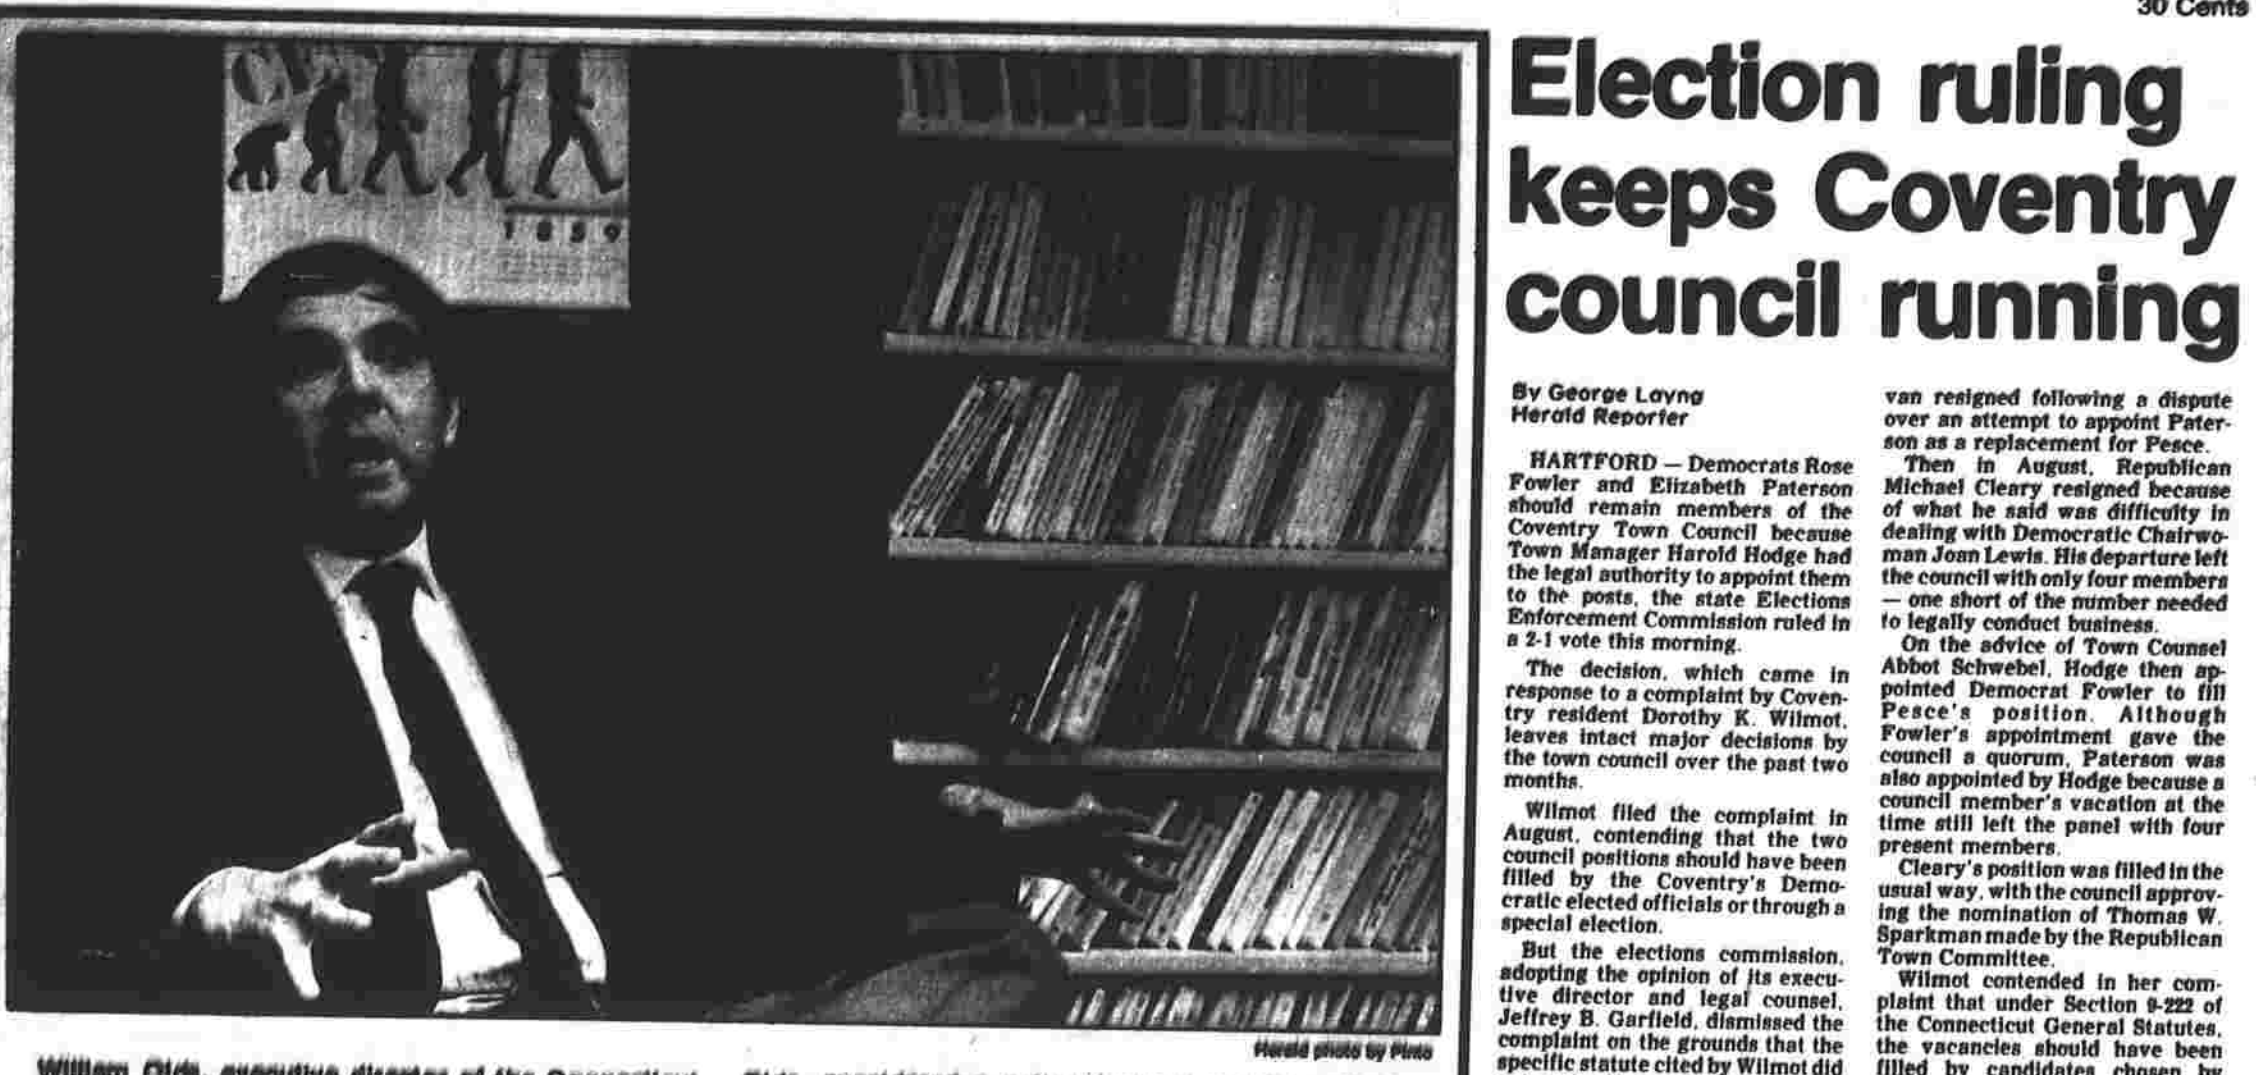 30 Cents
Election ruling
keeps Coventry
council running
By George Layng
Herald Reporter
HARTFORD — Democrats Rose
Fowler and Elizabeth Paterson
should remain members of the
Coventry Town Council because
Town Manager Harold Hodge had
the legal authority to appoint them
to the posts, the state Elections
Enforcement Commission ruled in
a 2-1 vote this morning.
The decision, which came in
response to a complaint by Coven-
try resident Dorothy K. Wilmot,
leaves intact major decisions by
the town council over the past two
months.
Wilmot filed the complaint in
August, contending that the two
council positions should have been
filled by the Coventry's Demo-
cratic elected officials or through a
special election.
But the elections commission,
adopting the opinion of its execu-
tive director and legal counsel,
Jeffrey B. Garfield, dismissed the
complaint on the grounds that the
specific statute cited by Wilmot did
van resigned following a dispute
over an attempt to appoint Pater-
son as a replacement for Pesce.
Then in August, Republican
Michael Cleary resigned because
of what he said was difficulty in
dealing with Democratic Chairwo-
man Joan Lewis. His departure left
the council with only four members
— one short of the number needed
to legally conduct business.
On the advice of Town Counsel
Abbot Schwebel, Hodge then ap-
pointed Democrat Fowler to fill
Pesce's position. Although
Fowler's appointment gave the
council a quorum, Paterson was
also appointed by Hodge because a
council member's vacation at the
time still left the panel with four
present members.
Cleary's position was filled in the
usual way, with the council approv-
ing the nomination of Thomas W.
Sparkman made by the Republican
Town Committee.
Wilmot contended in her com-
plaint that under Section 9-222 of
the Connecticut General Statutes,
the vacancies should have been
filled by candidates chosen by
1859
Herald photo by Pinto
William Olds, executive director of the Connecticut